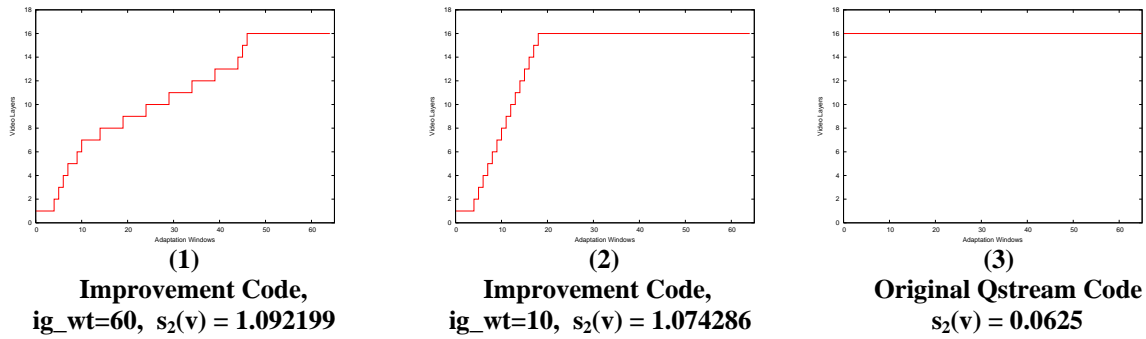 18
16
14
12
10
8
6
4
2
0
Video Layers
0 10 20 30 40 50 60
Adaptation Windows
(1)
Improvement Code,
ig_wt=60, s₂(v) = 1.092199
18
16
14
12
10
8
6
4
2
0
Video Layers
0 10 20 30 40 50 60
Adaptation Windows
(2)
Improvement Code,
ig_wt=10, s₂(v) = 1.074286
18
16
14
12
10
8
6
4
2
0
Video Layers
0 10 20 30 40 50 60
Adaptation Windows
(3)
Original Qstream Code
s₂(v) = 0.0625